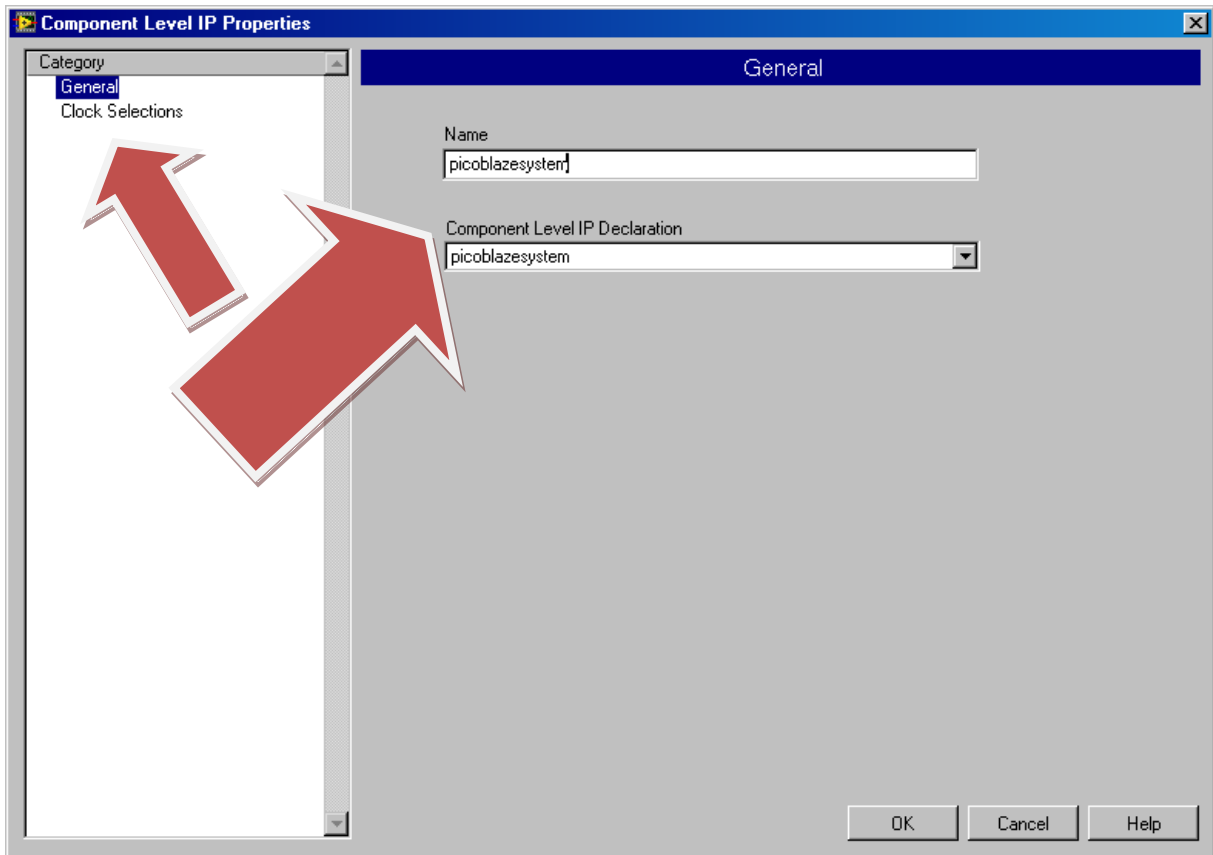 Component Level IP Properties
Category
General
Clock Selections
General
Name
picoblazesystem
Component Level IP Declaration
picoblazesystem
OK Cancel Help